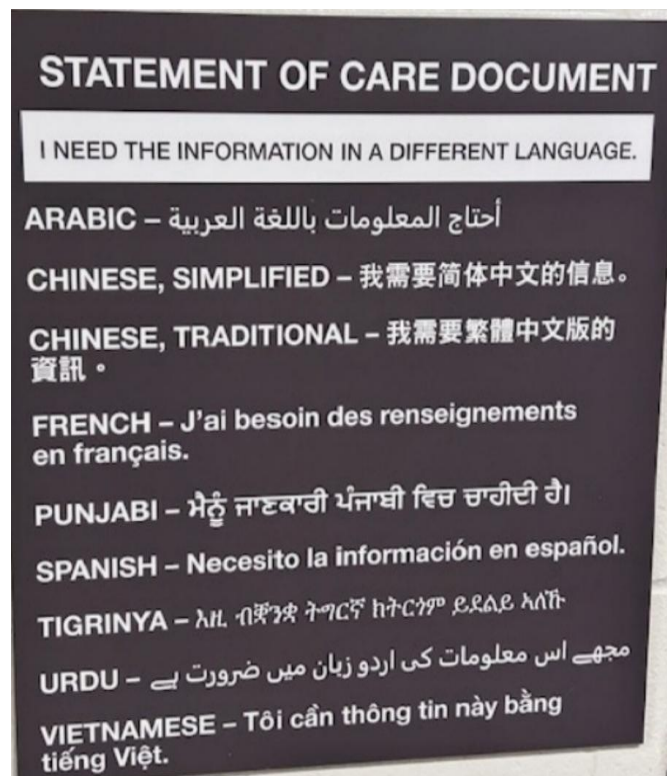 STATEMENT OF CARE DOCUMENT
I NEED THE INFORMATION IN A DIFFERENT LANGUAGE.
ARABIC – أحتاج المعلومات باللغة العربية
CHINESE, SIMPLIFIED – 我需要简体中文的信息。
CHINESE, TRADITIONAL – 我需要繁體中文版的
資訊。
FRENCH – J'ai besoin des renseignements
en français.
PUNJABI – ਮੈਨੂੰ ਜਾਣਕਾਰੀ ਪੰਜਾਬੀ ਵਿਚ ਚਾਹੀਦੀ ਹੈ।
SPANISH – Necesito la información en español.
TIGRINYA – እዚ ብቛንቋ ትግርኛ ክትርጎም ይደልይ ኣለኹ
URDU – مجھے اس معلومات کی اردو زبان میں ضرورت ہے
VIETNAMESE – Tôi cần thông tin này bằng
tiếng Việt.